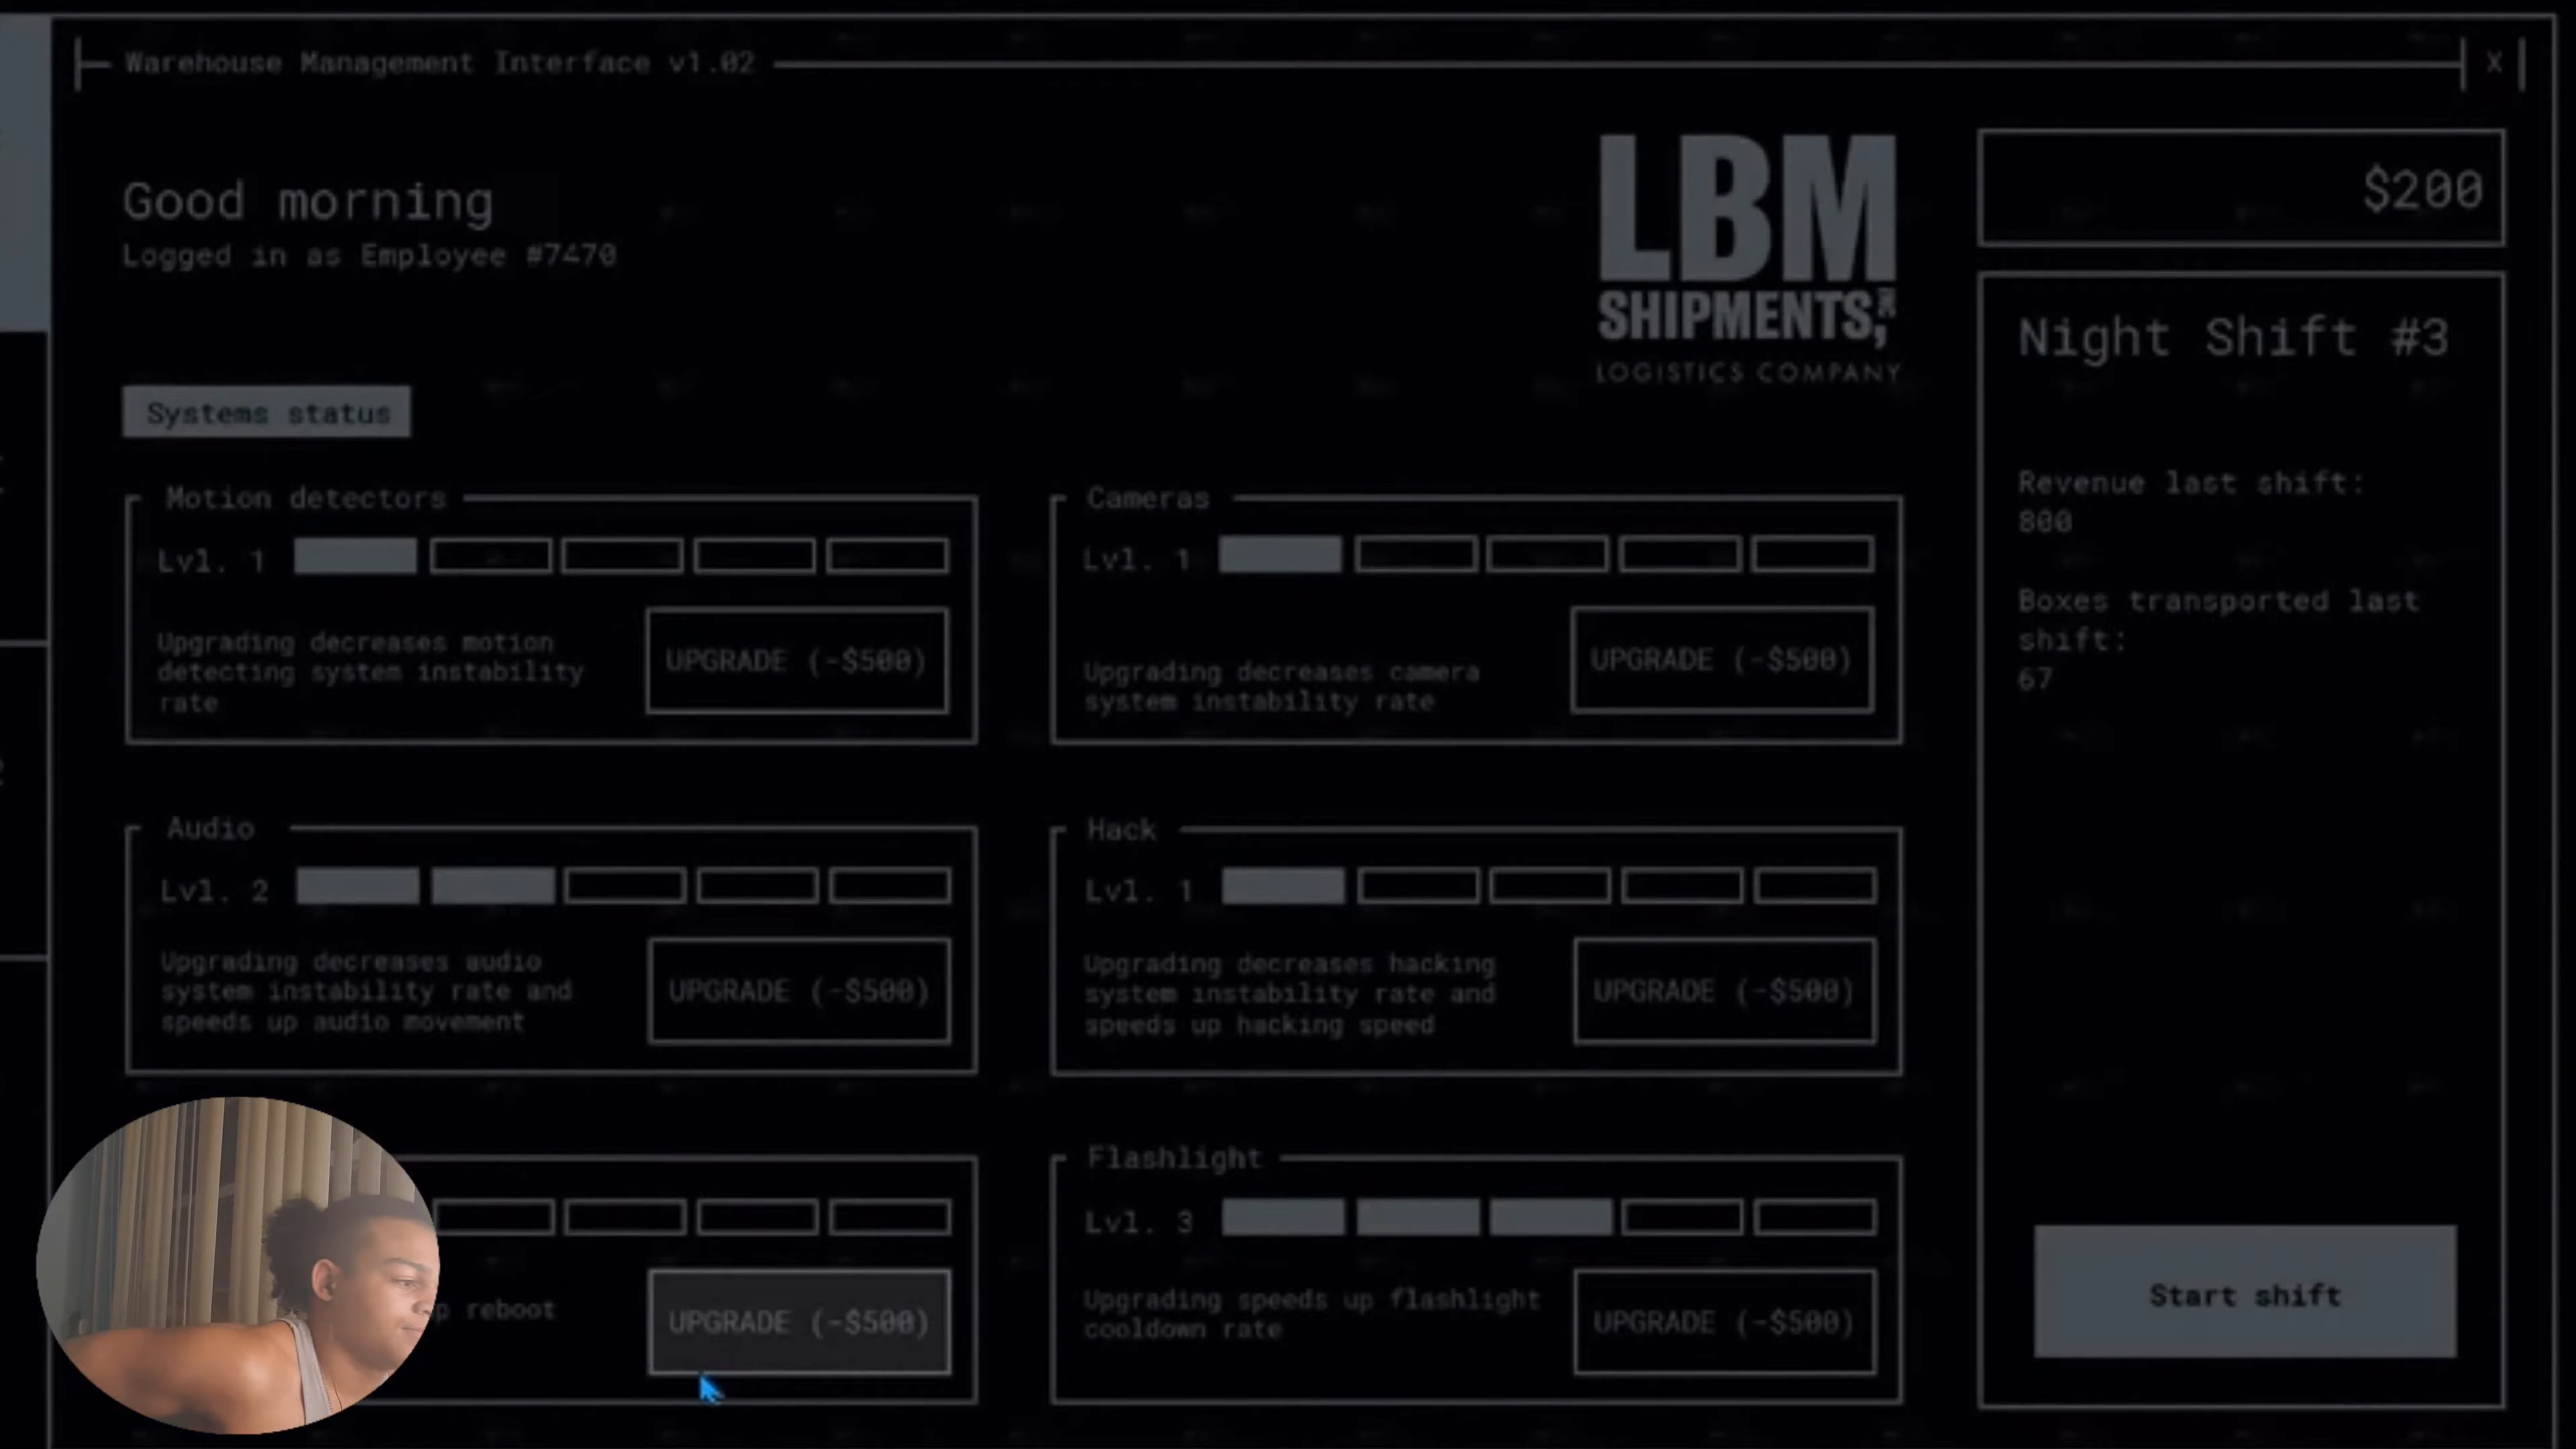 Warehouse Management Interface v1.02
X
Good morning
Logged in as Employee #7470
LBM
SHIPMENTS,
LOGISTICS COMPANY
$200
Night Shift #3
Revenue last shift:
800
Boxes transported last
shift:
67
Start shift
Systems status
Motion detectors
Lvl. 1
Upgrading decreases motion
detecting system instability
rate
UPGRADE (-$500)
Cameras
Lvl. 1
Upgrading decreases camera
system instability rate
UPGRADE (-$500)
Audio
Lvl. 2
Upgrading decreases audio
system instability rate and
speeds up audio movement
UPGRADE (-$500)
Hack
Lvl. 1
Upgrading decreases hacking
system instability rate and
speeds up hacking speed
UPGRADE (-$500)
reboot
UPGRADE (-$500)
Flashlight
Lvl. 3
Upgrading speeds up flashlight
cooldown rate
UPGRADE (-$500)